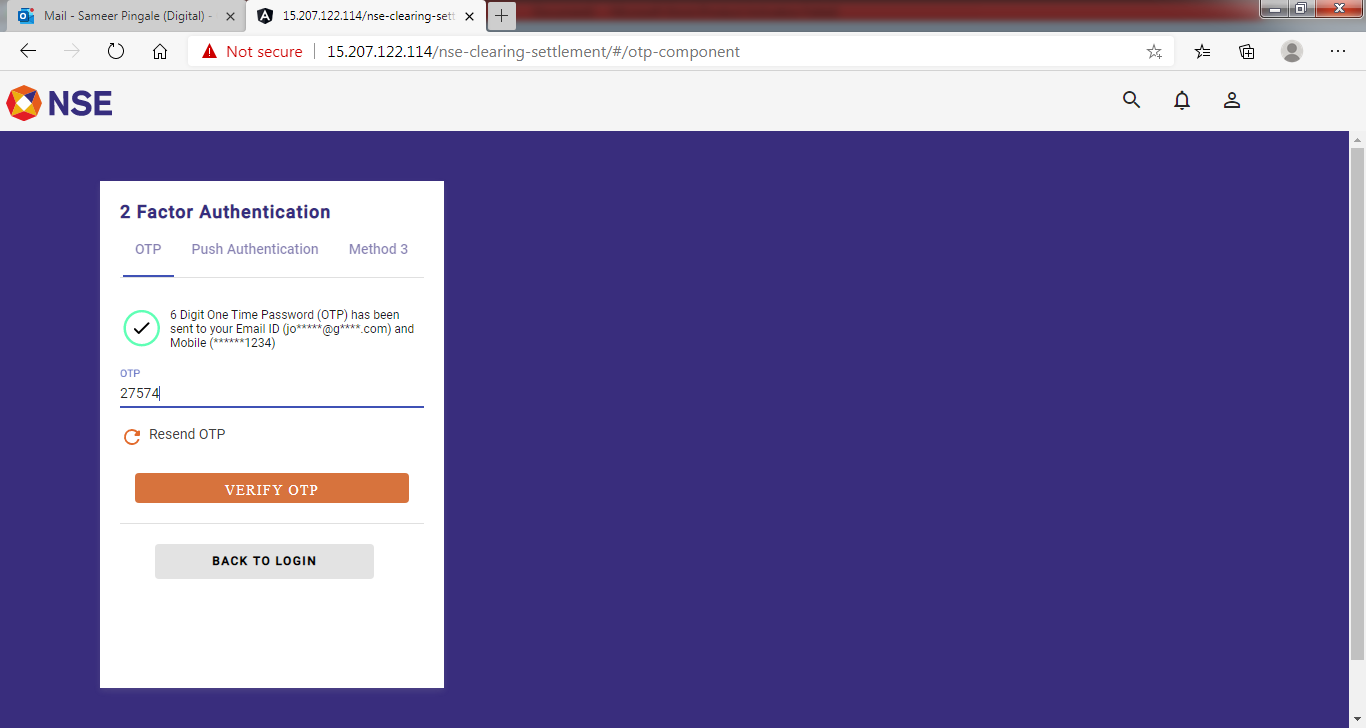 Mail - Sameer Pingale (Digital) -
15.207.122.114/nse-clearing-sett
Not secure
15.207.122.114/nse-clearing-settlement/#/otp-component
NSE
2 Factor Authentication
OTP
Push Authentication
Method 3
6 Digit One Time Password (OTP) has been
sent to your Email ID (jo*****@g****.com) and
Mobile (******1234)
OTP
27574
Resend OTP
VERIFY OTP
BACK TO LOGIN